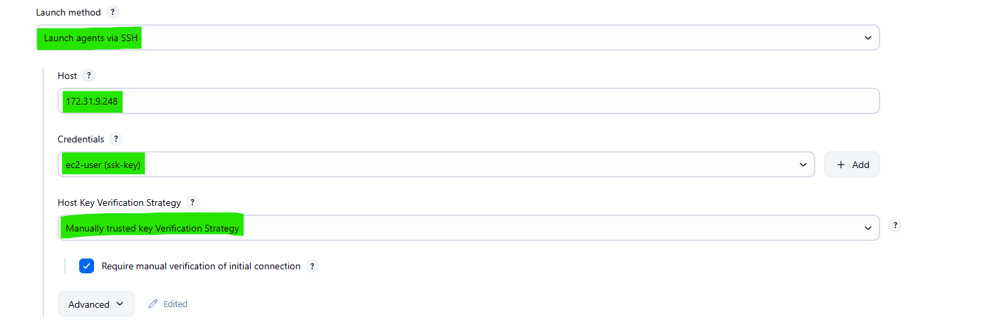 Launch method ?
Launch agents via SSH
Host ?
172.31.9.248
Credentials ?
ec2-user (ssk-key)
+ Add
Host Key Verification Strategy ?
Manually trusted key Verification Strategy
?
Require manual verification of initial connection ?
Advanced
Edited